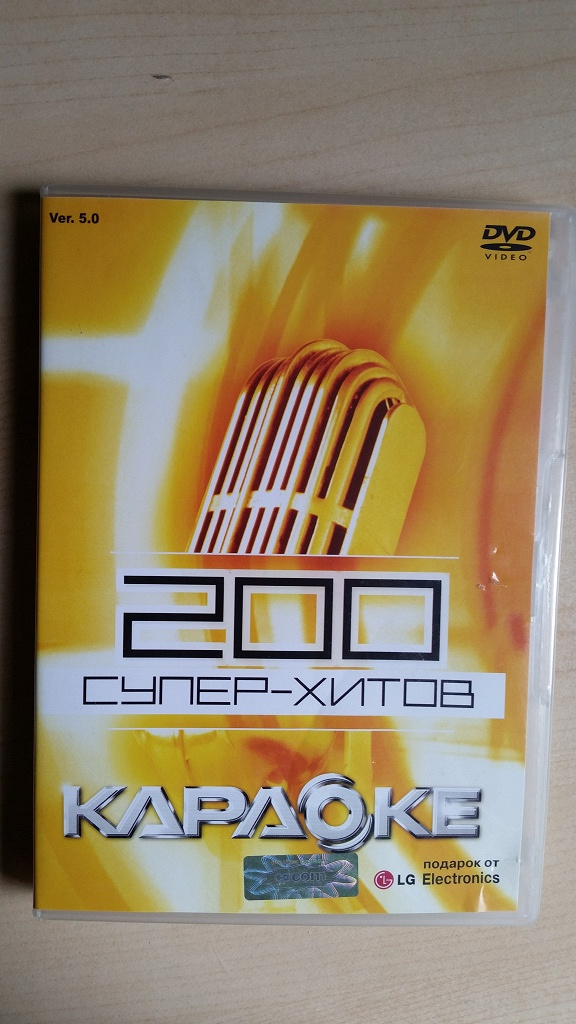 Ver. 5.0
DVD
VIDEO
200
СУПЕР-ХИТОВ
КАРАОКЕ
подарок от
LG Electronics